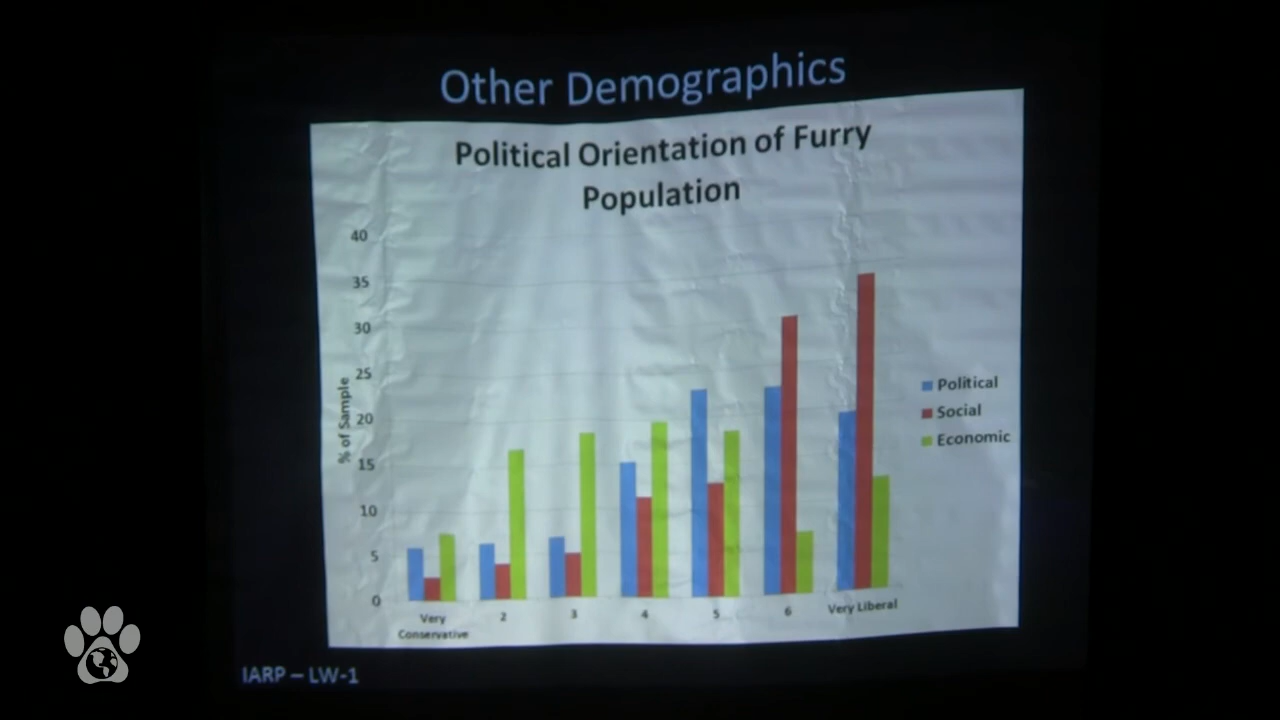 Other Demographics
Political Orientation of Furry
Population
40
35
30
25
20
15
10
5
0
% of Sample
Very
Conservative
2
3
4
5
6
Very Liberal
Political
Social
Economic
IARP – LW-1